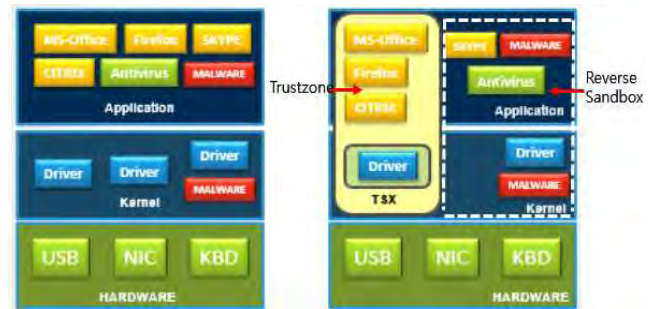 MS-Office Firefox SKYPE
CITRIX Antivirus MALWARE
Application
Driver Driver Driver
MALWARE
Kernel
USB NIC KBD
HARDWARE
Trustzone
MS-Office
Firefox
CITRIX
Driver
TSX
SKYPE MALWARE
Antivirus
Application
Driver
MALWARE
Kernel
USB NIC KBD
HARDWARE
Reverse
Sandbox